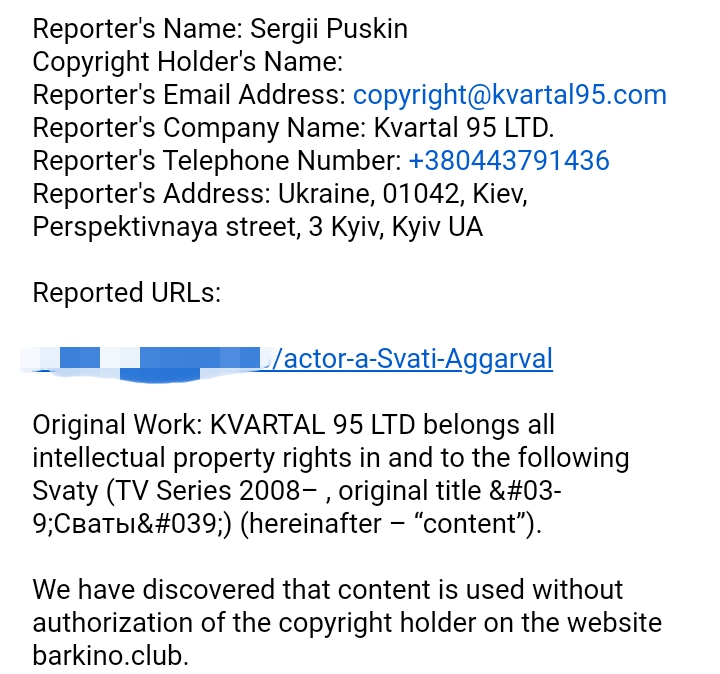 Reporter's Name: Sergii Puskin
Copyright Holder's Name:
Reporter's Email Address: copyright@kvartal95.com
Reporter's Company Name: Kvartal 95 LTD.
Reporter's Telephone Number: +380443791436
Reporter's Address: Ukraine, 01042, Kiev,
Perspektivnaya street, 3 Kyiv, Kyiv UA
Reported URLs:
/actor-a-Svati-Aggarval
Original Work: KVARTAL 95 LTD belongs all
intellectual property rights in and to the following
Svaty (TV Series 2008– , original title &#03-
9;Сваты&#039;) (hereinafter – “content”).
We have discovered that content is used without
authorization of the copyright holder on the website
barkino.club.